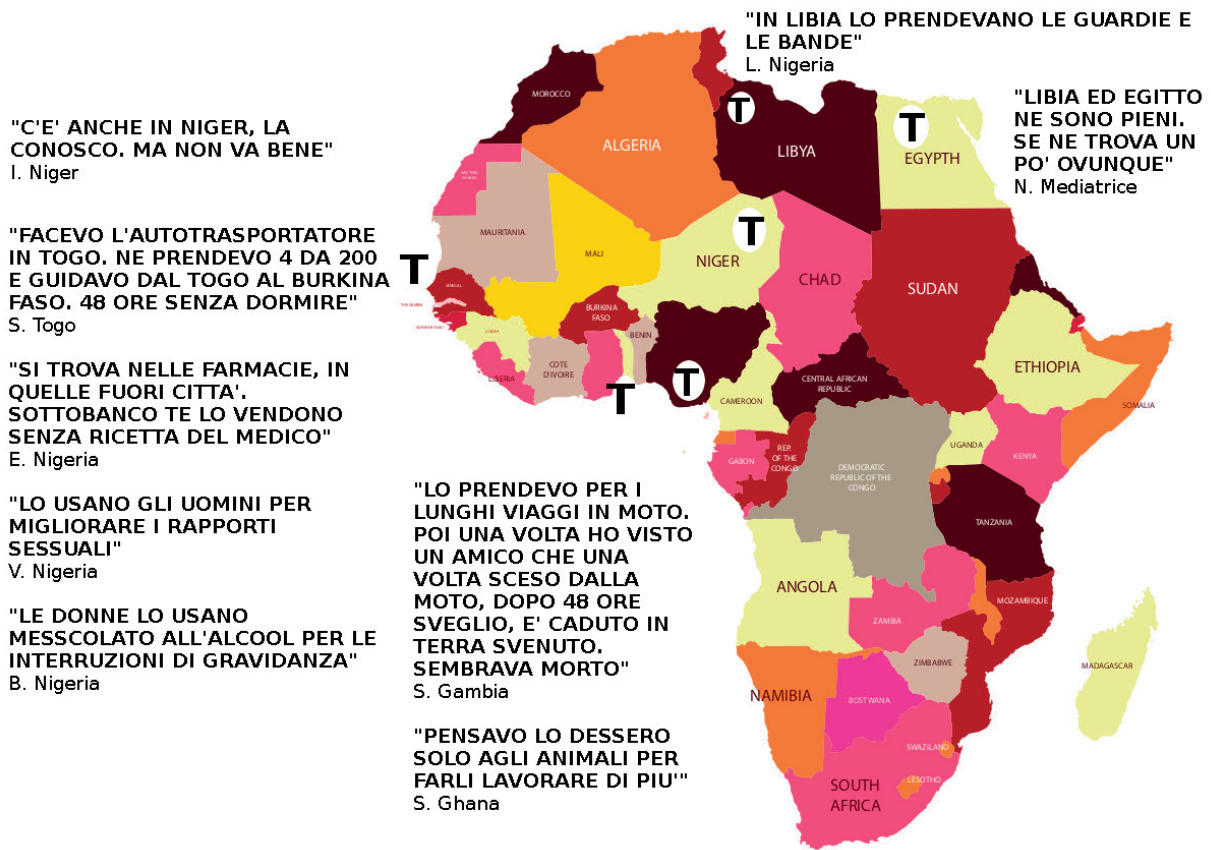 "IN LIBIA LO PRENDEVANO LE GUARDIE E
LE BANDE"
L. Nigeria
"LIBIA ED EGITTO
NE SONO PIENI.
SE NE TROVA UN
PO' OVUNQUE"
N. Mediatrice
"C'E' ANCHE IN NIGER, LA
CONOSCO. MA NON VA BENE"
I. Niger
"FACEVO L'AUTOTRASPORTATORE
IN TOGO. NE PRENDEVO 4 DA 200
E GUIDAVO DAL TOGO AL BURKINA
FASO. 48 ORE SENZA DORMIRE"
S. Togo
"SI TROVA NELLE FARMACIE, IN
QUELLE FUORI CITTA'.
SOTTOBANCO TE LO VENDONO
SENZA RICETTA DEL MEDICO"
E. Nigeria
"LO USANO GLI UOMINI PER
MIGLIORARE I RAPPORTI
SESSUALI"
V. Nigeria
"LE DONNE LO USANO
MESSCOLATO ALL'ALCOOL PER LE
INTERRUZIONI DI GRAVIDANZA"
B. Nigeria
"LO PRENDEVO PER I
LUNGHI VIAGGI IN MOTO.
POI UNA VOLTA HO VISTO
UN AMICO CHE UNA
VOLTA SCESO DALLA
MOTO, DOPO 48 ORE
SVEGLIO, E' CADUTO IN
TERRA SVENUTO.
SEMBRAVA MORTO"
S. Gambia
"PENSAVO LO DESSERO
SOLO AGLI ANIMALI PER
FARLI LAVORARE DI PIU'"
S. Ghana
MOROCCO
ALGERIA
T
LIBYA
T
EGYPTH
MAURITANIA
MALI
T
NIGER
CHAD
SUDAN
T
SENEGAL
THE GAMBIA
BURKINA
FASO
BENIN
LIBERIA
COTE
D'IVOIRE
T
T
CAMEROON
CENTRAL AFRICAN
REPUBLIC
ETHIOPIA
SOMALIA
GABON
REP.
OF THE
CONGO
DEMOCRATIC
REPUBLIC OF THE
CONGO
UGANDA
KENYA
TANZANIA
ANGOLA
ZAMBIA
MOZAMBIQUE
ZIMBABWE
MADAGASCAR
NAMIBIA
BOSTWANA
SWAZILAND
LESOTHO
SOUTH
AFRICA